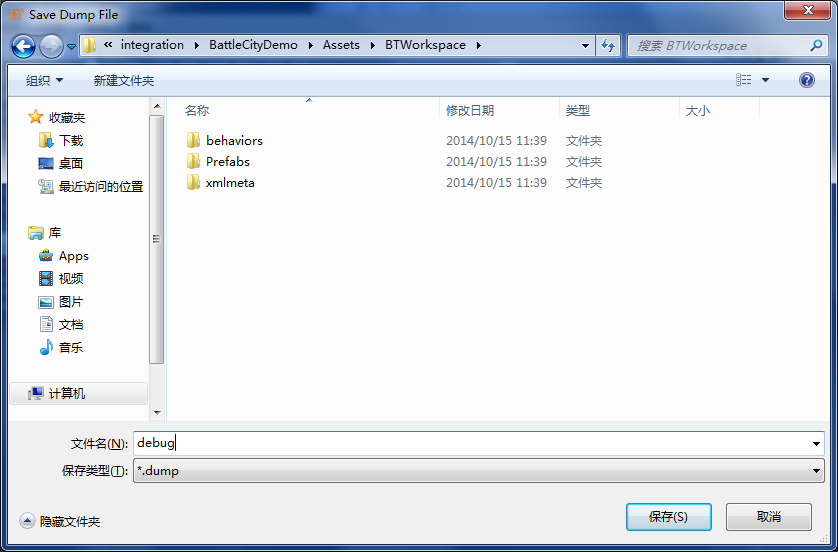 Save Dump File
« integration BattleCityDemo Assets BTWorkspace 搜索 BTWorkspace
组织 新建文件夹
收藏夹
下载
桌面
最近访问的位置
库
Apps
视频
图片
文档
音乐
计算机
名称 修改日期 类型 大小
behaviors 2014/10/15 11:39 文件夹
Prefabs 2014/10/15 11:39 文件夹
xmlmeta 2014/10/15 11:39 文件夹
文件名(N): debug
保存类型(T): *.dump
隐藏文件夹 保存(S) 取消